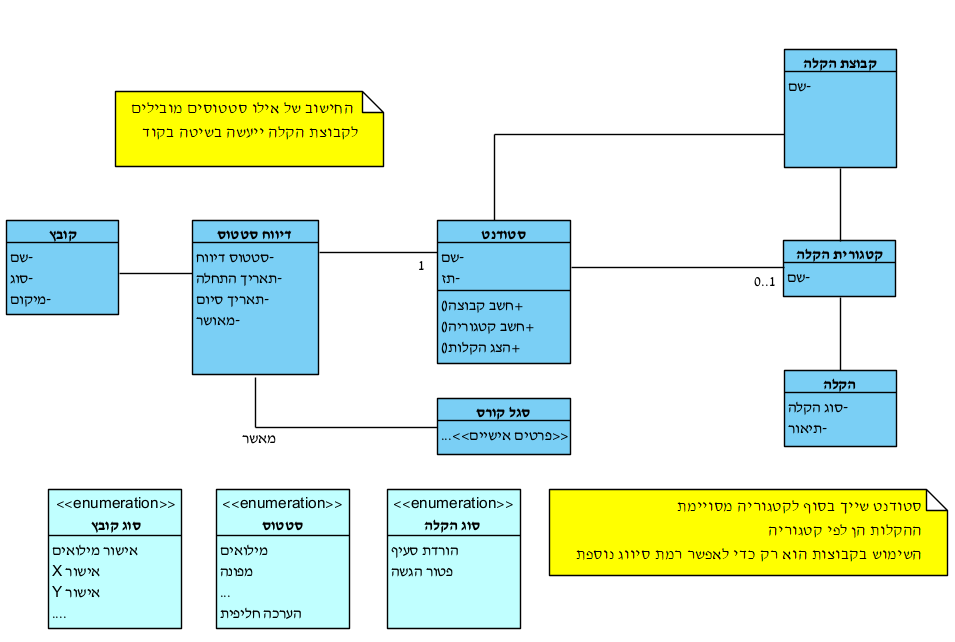 קבוצת הקלה
-שם
החישוב של אילו סטטוסים מובילים
לקבוצת הקלה ייעשה בשיטה בקוד
קובץ
-שם
-סוג
-מיקום
דיווח סטטוס
-סטטוס דיווח
-תאריך התחלה
-תאריך סיום
-מאושר
1
סטודנט
-שם
-תז
+חשב קבוצה()
+חשב קטגוריה()
+הצג הקלות()
0..1
קטגורית הקלה
-שם
הקלה
-סוג הקלה
-תיאור
סגל קורס
<<פרטים אישיים>>...
מאשר
<<enumeration>>
סוג קובץ
אישור מילואים
אישור X
אישור Y
....
<<enumeration>>
סטטוס
מילואים
מפונה
...
הערכה חליפית
<<enumeration>>
סוג הקלה
הורדת סעיף
פטור הגשה
סטודנט שייך בסוף לקטגוריה מסויימת
ההקלות הן לפי קטגוריה
השימוש בקבוצות הוא רק כדי לאפשר רמת סיווג נוספת